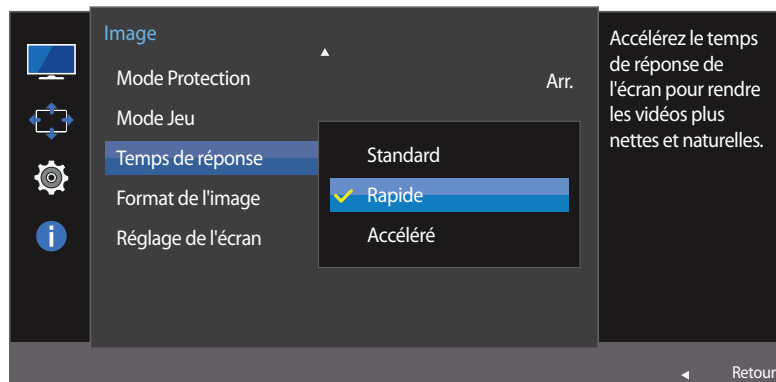 Image
Mode Protection
Arr.
Mode Jeu
Temps de réponse
Format de l'image
Réglage de l'écran
Standard
Rapide
Accéléré
Accélérez le temps
de réponse de
l'écran pour rendre
les vidéos plus
nettes et naturelles.
Retour